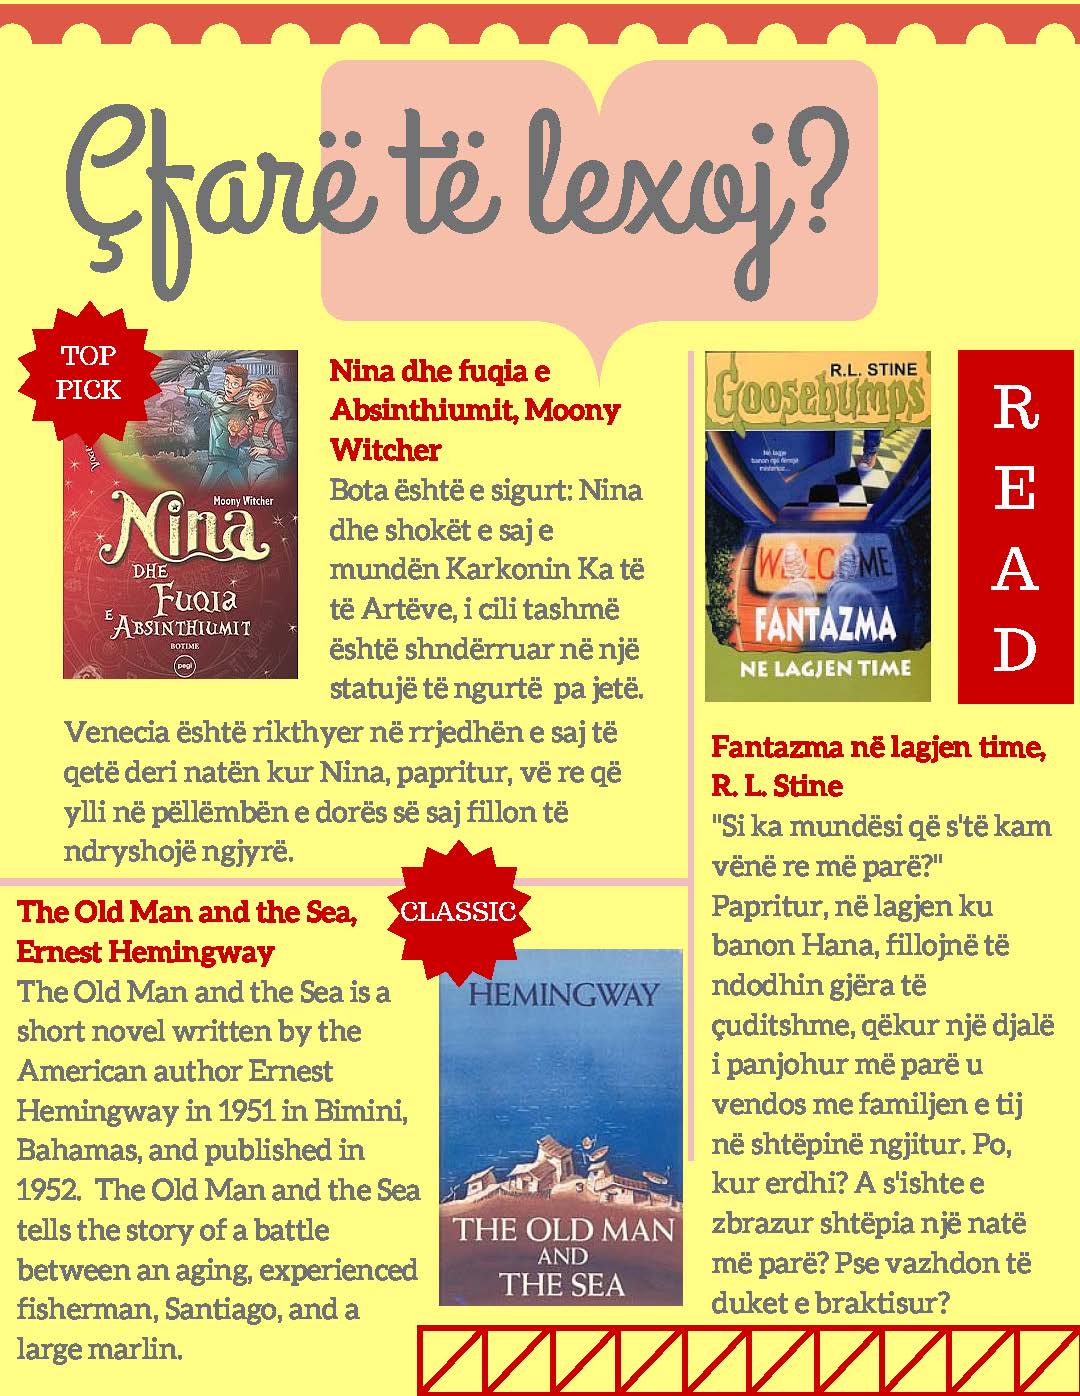 Çfarë të lexoj?
TOP
PICK
Moony Witcher
Nina
DHE
FUQIA
E ABSINTHIUMIT
BOTIME
pegi
Nina dhe fuqia e
Absinthiumit, Moony
Witcher
Bota është e sigurt: Nina
dhe shokët e saj e
mundën Karkonin Ka të
të Artëve, i cili tashmë
është shndërruar në një
statujë të ngurtë pa jetë.
Venecia është rikthyer në rrjedhën e saj të
qetë deri natën kur Nina, papritur, vë re që
ylli në pëllëmbën e dorës së saj fillon të
ndryshojë ngjyrë.
The Old Man and the Sea,
Ernest Hemingway
The Old Man and the Sea is a
short novel written by the
American author Ernest
Hemingway in 1951 in Bimini,
Bahamas, and published in
1952. The Old Man and the Sea
tells the story of a battle
between an aging, experienced
fisherman, Santiago, and a
large marlin.
CLASSIC
HEMINGWAY
THE OLD MAN
AND
THE SEA
R.L. STINE
Goosebumps
Në lagje
banon një fëmijë
misterioz...
WELCOME
FANTAZMA
NE LAGJEN TIME
R
E
A
D
Fantazma në lagjen time,
R. L. Stine
"Si ka mundësi që s'të kam
vënë re më parë?"
Papritur, në lagjen ku
banon Hana, fillojnë të
ndodhin gjëra të
çuditshme, qëkur një djalë
i panjohur më parë u
vendos me familjen e tij
në shtëpinë ngjitur. Po,
kur erdhi? A s'ishte e
zbrazur shtëpia një natë
më parë? Pse vazhdon të
duket e braktisur?